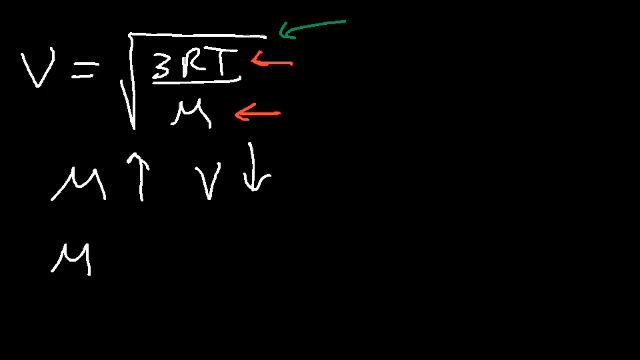 V = √(3RT/μ)
μ ↑ V ↓
μ